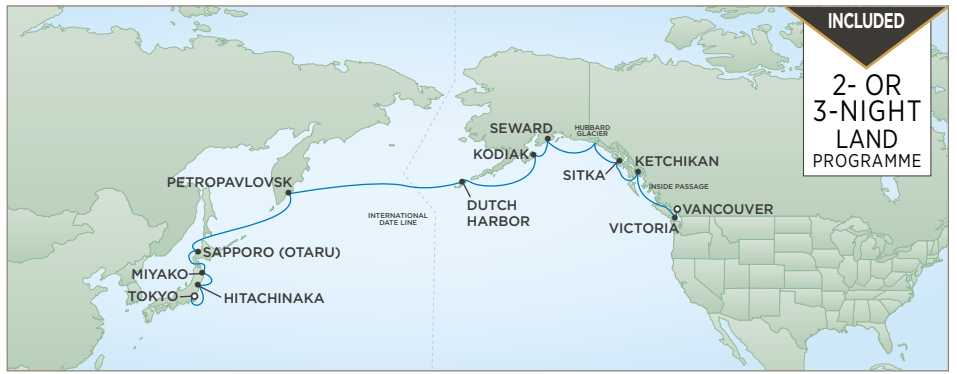 INCLUDED
2- OR
3-NIGHT
LAND
PROGRAMME
SEWARD
HUBBARD
GLACIER
KODIAK
KETCHIKAN
SITKA
PETROPAVLOVSK
INSIDE PASSAGE
DUTCH
HARBOR
VANCOUVER
INTERNATIONAL
DATE LINE
VICTORIA
SAPPORO (OTARU)
MIYAKO
TOKYO
HITACHINAKA